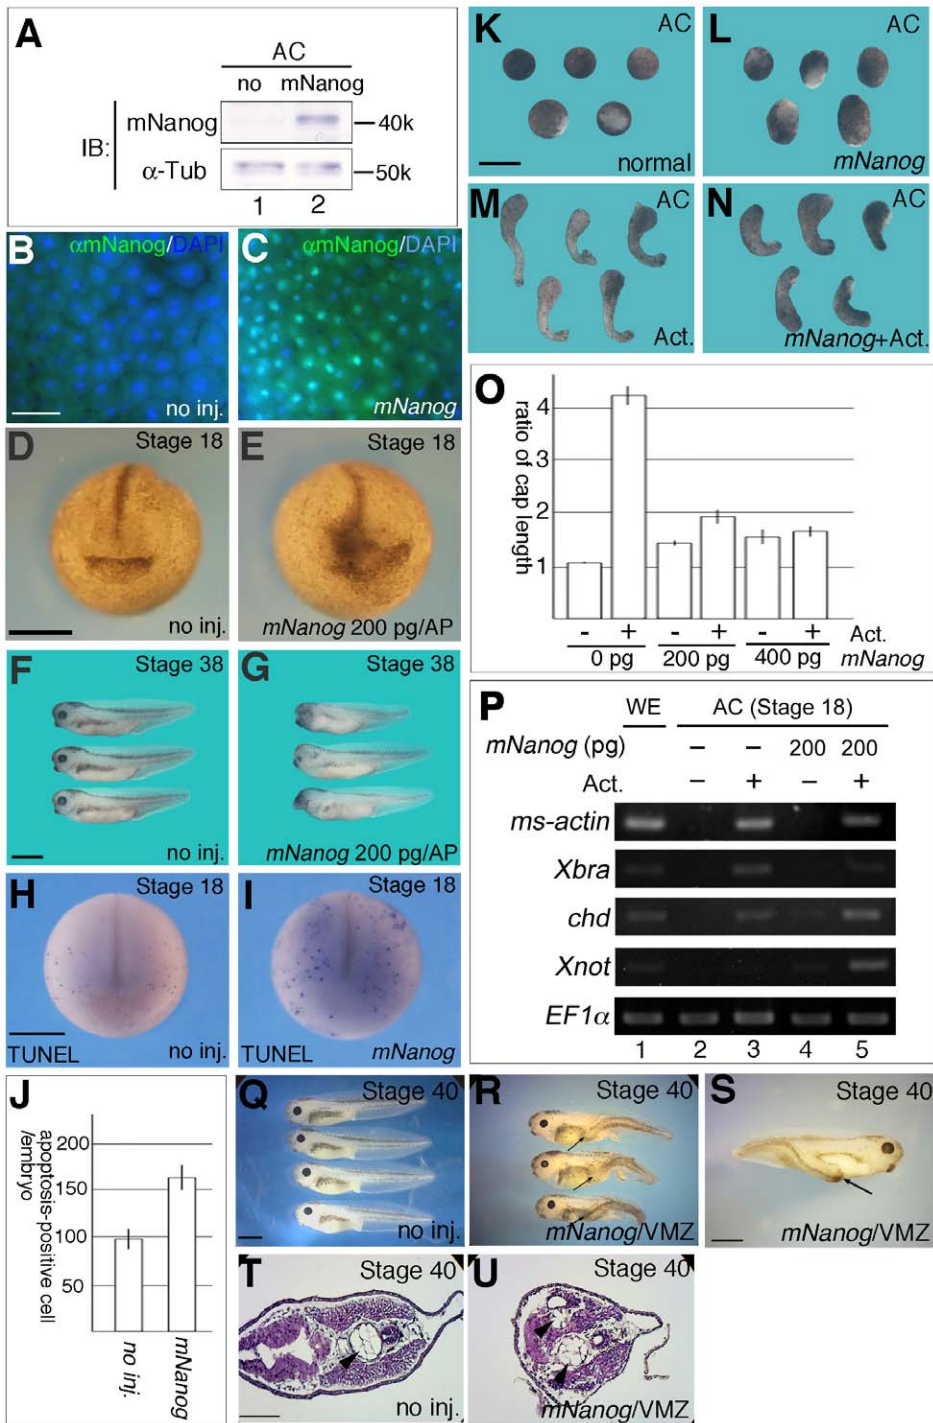 A
AC
no mNanog
mNanog
40k
IB:
α-Tub
50k
1 2
B
αmNanog/DAPI
no inj.
C
αmNanog/DAPI
mNanog
D
Stage 18
no inj.
E
Stage 18
mNanog 200 pg/AP
F
Stage 38
no inj.
G
Stage 38
mNanog 200 pg/AP
H
Stage 18
TUNEL
no inj.
I
Stage 18
TUNEL
mNanog
J
apoptosis-positive cell
/embryo
200
150
100
50
no inj.
mNanog
K
AC
normal
L
AC
mNanog
M
AC
Act.
N
AC
mNanog+Act.
O
ratio of cap
length
4
3
2
1
- + - + - + Act.
0 pg 200 pg 400 pg mNanog
P
WE AC (Stage 18)
mNanog (pg) – – 200 200
Act. – + – +
ms-actin
Xbra
chd
Xnot
EF1α
1 2 3 4 5
Q
Stage 40
no inj.
R
Stage 40
mNanog/VMZ
S
Stage 40
mNanog/VMZ
T
Stage 40
no inj.
U
Stage 40
mNanog/VMZ